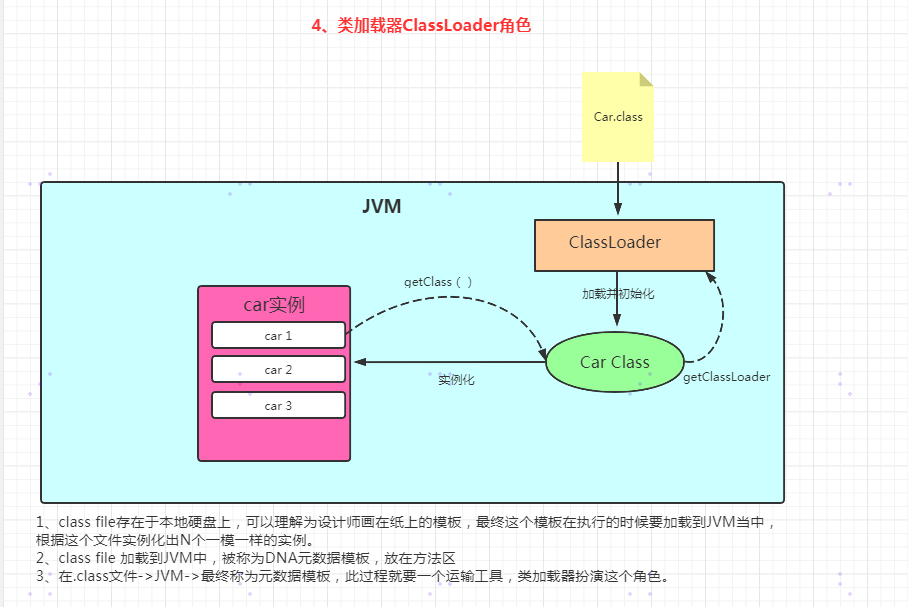 4、类加载器ClassLoader角色
Car.class
JVM
ClassLoader
加载并初始化
getClass（ ）
car实例
car 1
car 2
car 3
Car Class
实例化
getClassLoader
1、class file存在于本地硬盘上，可以理解为设计师画在纸上的模板，最终这个模板在执行的时候要加载到JVM当中，
根据这个文件实例化出N个一模一样的实例。
2、class file 加载到JVM中，被称为DNA元数据模板，放在方法区
3、在.class文件->JVM->最终称为元数据模板，此过程就要一个运输工具，类加载器扮演这个角色。